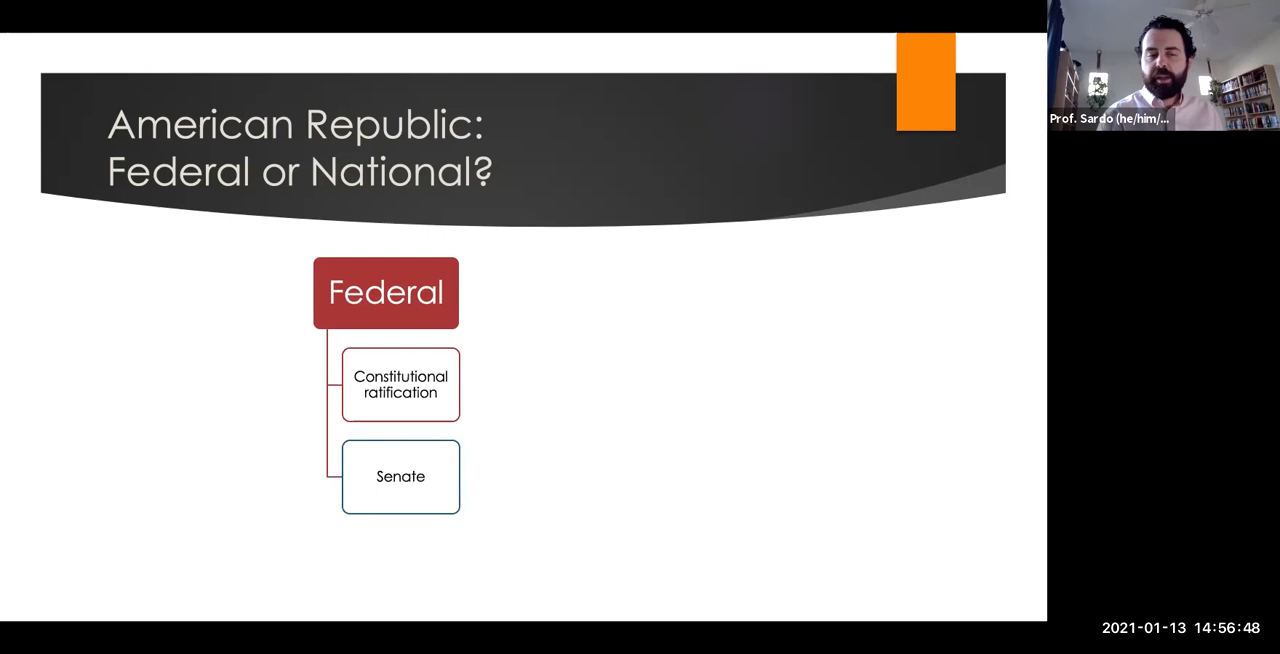 American Republic:
Federal or National?
Federal
Constitutional
ratification
Senate
Prof. Sardo (he/him/...
2021-01-13 14:56:48